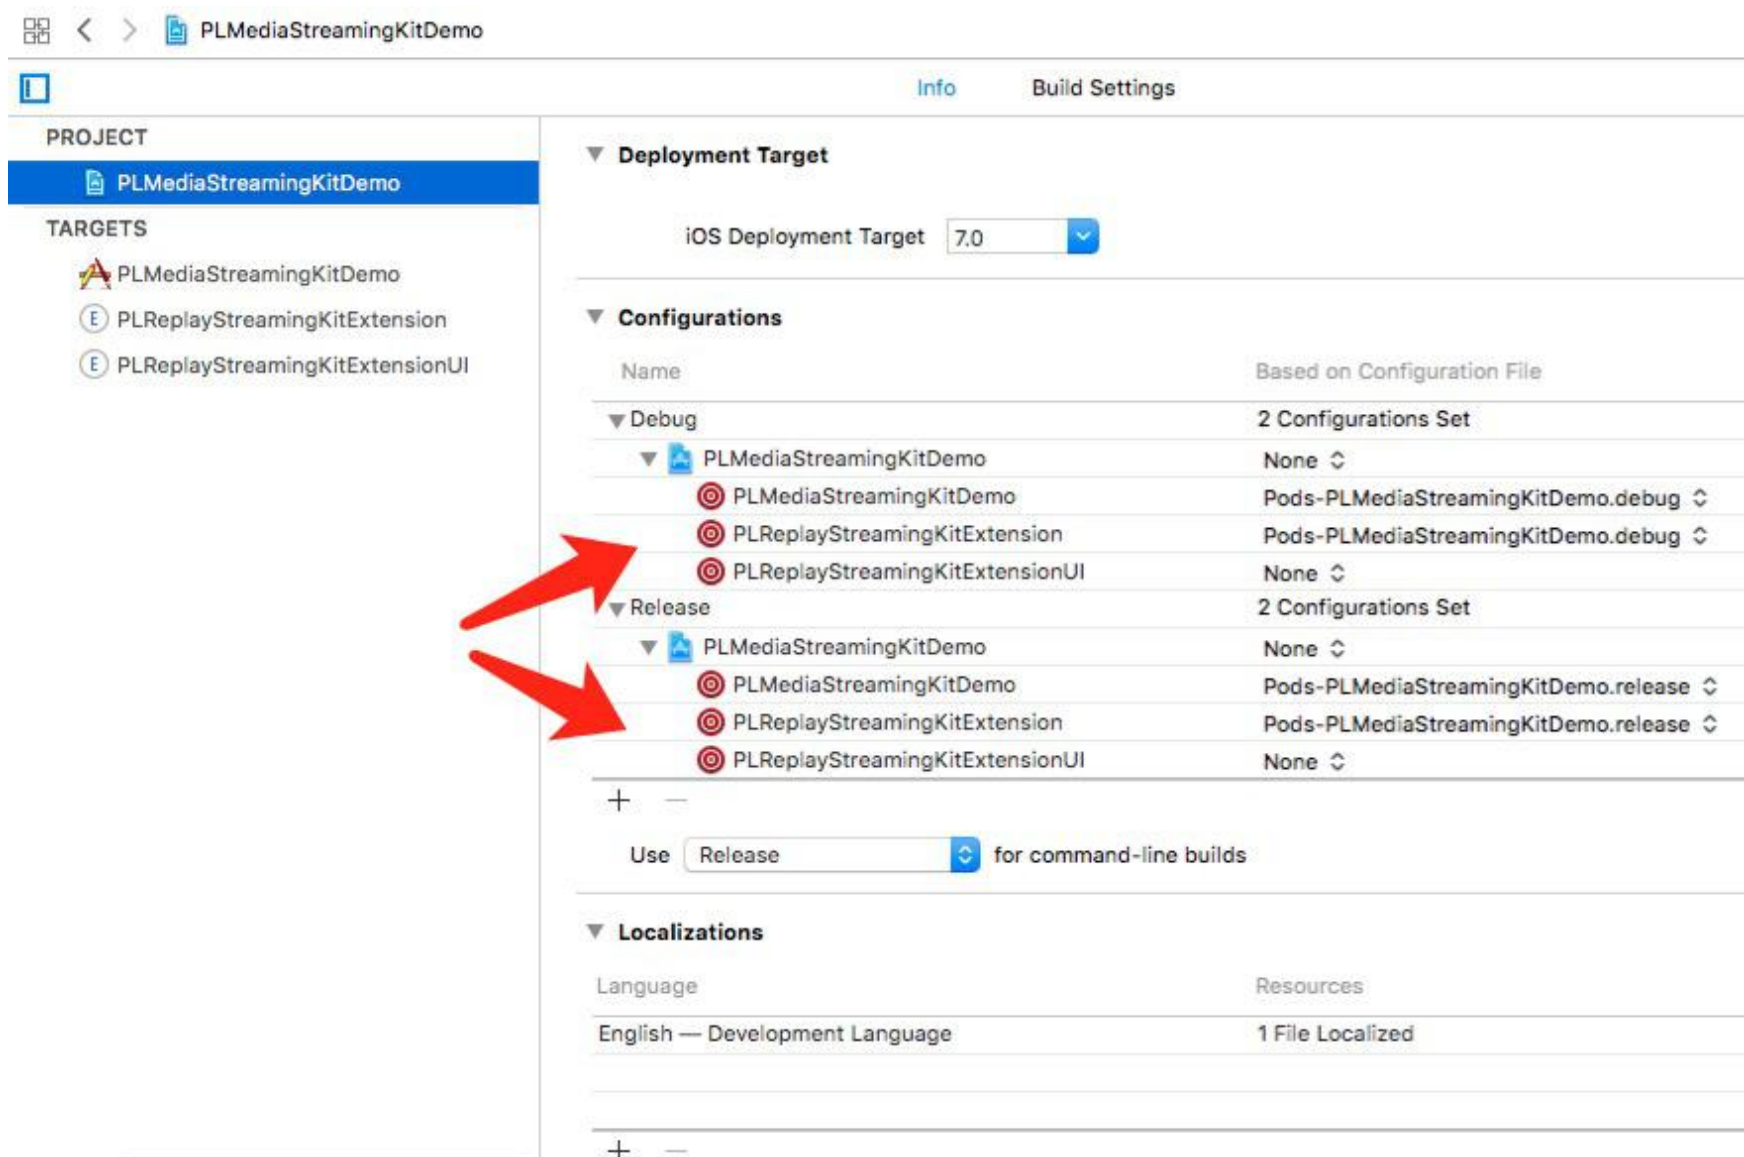 PLMediaStreamingKitDemo
Info Build Settings
PROJECT
PLMediaStreamingKitDemo
TARGETS
PLMediaStreamingKitDemo
E PLReplayStreamingKitExtension
E PLReplayStreamingKitExtensionUI
Deployment Target
iOS Deployment Target 7.0
Configurations
Name Based on Configuration File
Debug 2 Configurations Set
PLMediaStreamingKitDemo None
PLMediaStreamingKitDemo Pods-PLMediaStreamingKitDemo.debug
PLReplayStreamingKitExtension Pods-PLMediaStreamingKitDemo.debug
PLReplayStreamingKitExtensionUI None
Release 2 Configurations Set
PLMediaStreamingKitDemo None
PLMediaStreamingKitDemo Pods-PLMediaStreamingKitDemo.release
PLReplayStreamingKitExtension Pods-PLMediaStreamingKitDemo.release
PLReplayStreamingKitExtensionUI None
Use Release for command-line builds
Localizations
Language Resources
English — Development Language 1 File Localized